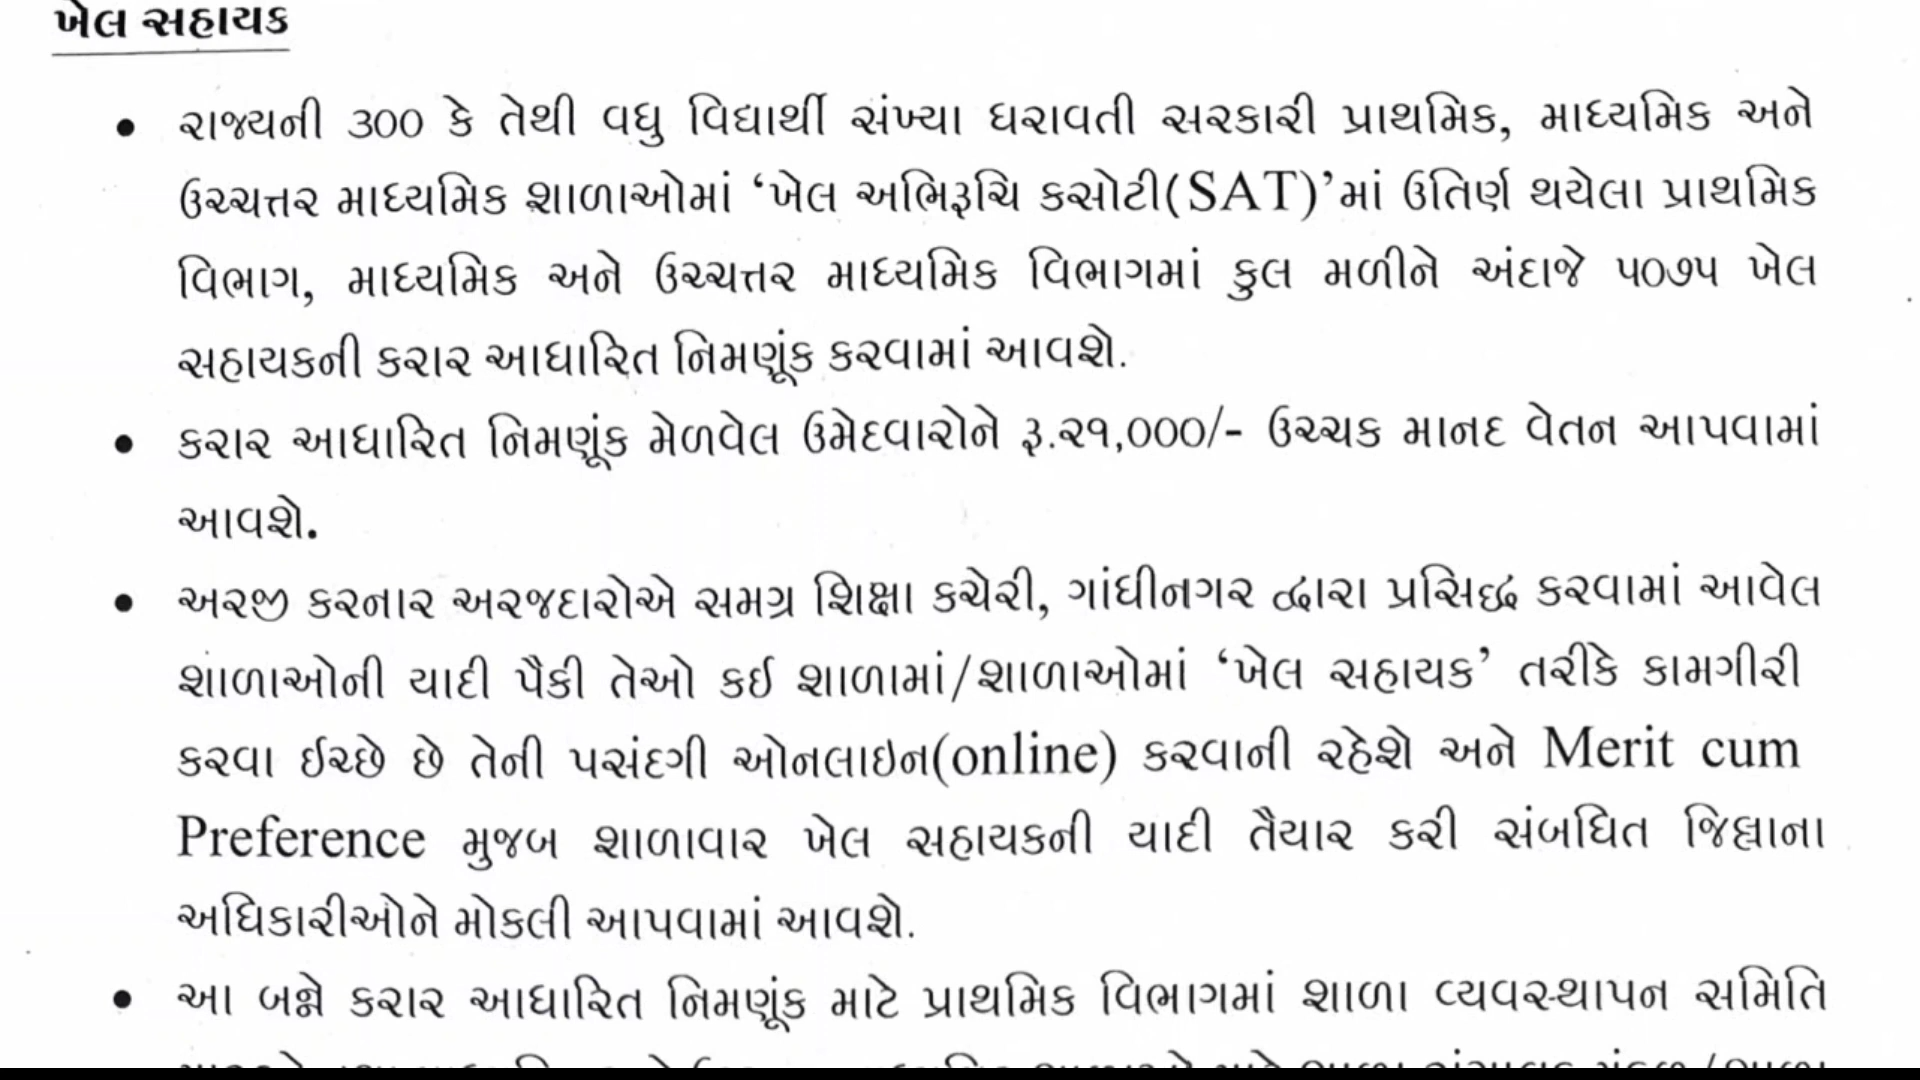 ખેલ સહાયક
• રાજ્યની 300 કે તેથી વધુ વિદ્યાર્થી સંખ્યા ધરાવતી સરકારી પ્રાથમિક, માધ્યમિક અને
ઉચ્ચત્તર માધ્યમિક શાળાઓમાં ‘ખેલ અભિરૂચિ કસોટી(SAT)’માં ઉતિર્ણ થયેલા પ્રાથમિક
વિભાગ, માધ્યમિક અને ઉચ્ચત્તર માધ્યમિક વિભાગમાં કુલ મળીને અંદાજે ૫૦૭૫ ખેલ
સહાયકની કરાર આધારિત નિમણૂંક કરવામાં આવશે.
• કરાર આધારિત નિમણૂંક મેળવેલ ઉમેદવારોને રૂ.૨૧,૦૦૦/- ઉચ્ચક માનદ વેતન આપવામાં
આવશે.
• અરજી કરનાર અરજદારોએ સમગ્ર શિક્ષા કચેરી, ગાંધીનગર દ્વારા પ્રસિદ્ધ કરવામાં આવેલ
શાળાઓની યાદી પૈકી તેઓ કઈ શાળામાં/શાળાઓમાં ‘ખેલ સહાયક’ તરીકે કામગીરી
કરવા ઈચ્છે છે તેની પસંદગી ઓનલાઇન(online) કરવાની રહેશે અને Merit cum
Preference મુજબ શાળાવાર ખેલ સહાયકની યાદી તૈયાર કરી સંબધિત જિલ્લાના
અધિકારીઓને મોકલી આપવામાં આવશે.
• આ બન્ને કરાર આધારિત નિમણૂંક માટે પ્રાથમિક વિભાગમાં શાળા વ્યવસ્થાપન સમિતિ